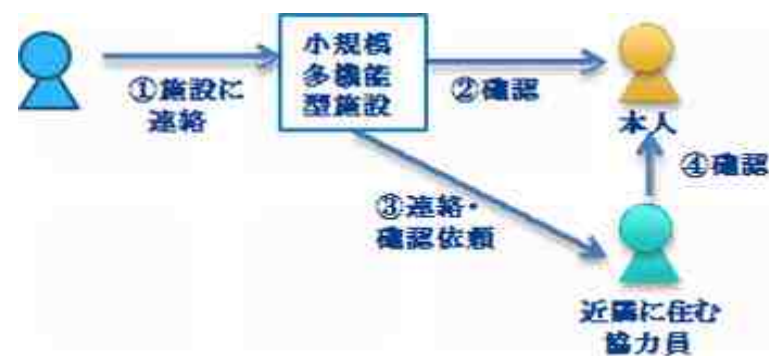 小規模
多機能
型施設
①施設に
連絡
②確認
本人
④確認
③連絡・
確認依頼
近隣に住む
協力員